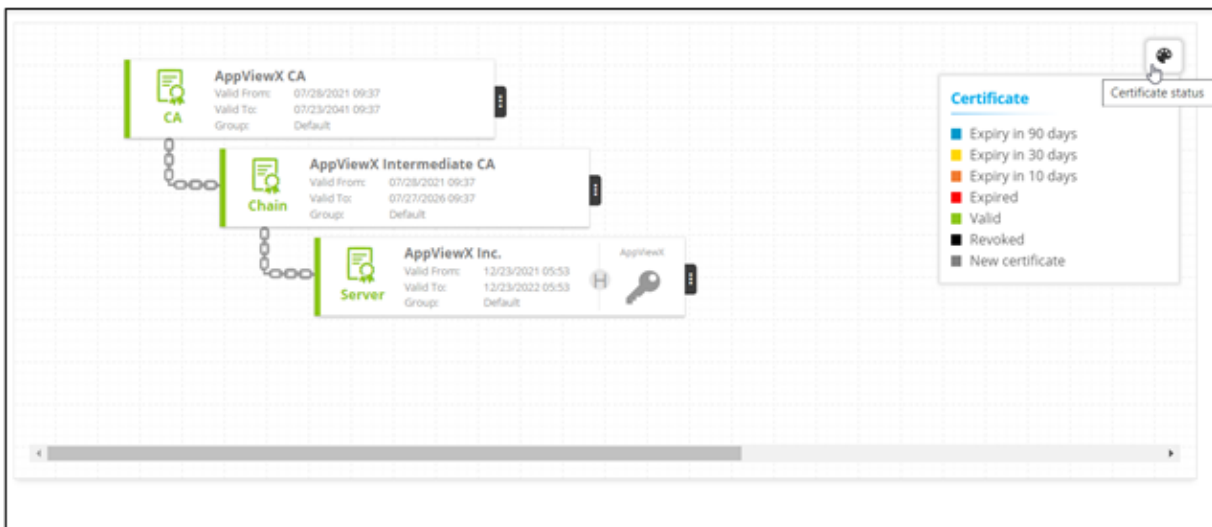 AppViewX CA
Valid From: 07/28/2021 09:37
Valid To: 07/23/2041 09:37
Group: Default
CA
AppViewX Intermediate CA
Valid From: 07/28/2021 09:37
Valid To: 07/27/2026 09:37
Group: Default
Chain
AppViewX Inc.
Valid From: 12/23/2021 05:53
Valid To: 12/23/2022 05:53
Group: Default
Server
AppViewX
H
Certificate status
Certificate
Expiry in 90 days
Expiry in 30 days
Expiry in 10 days
Expired
Valid
Revoked
New certificate